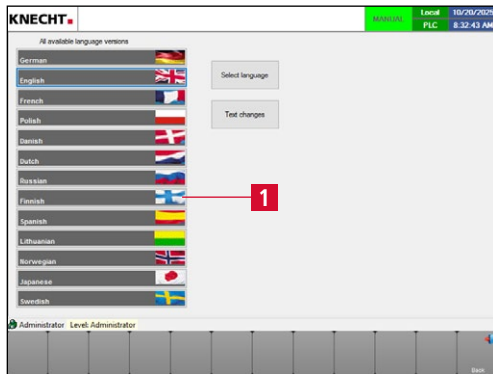 KNECHT.
MANUAL
Local
10/20/2025
PLC
8:32:43 AM
All available language versions
German
English
French
Polish
Danish
Dutch
Russian
Finnish
Spanish
Lithuanian
Norwegian
Japanese
Swedish
Select language
Text changes
1
Administrator Level: Administrator
Back